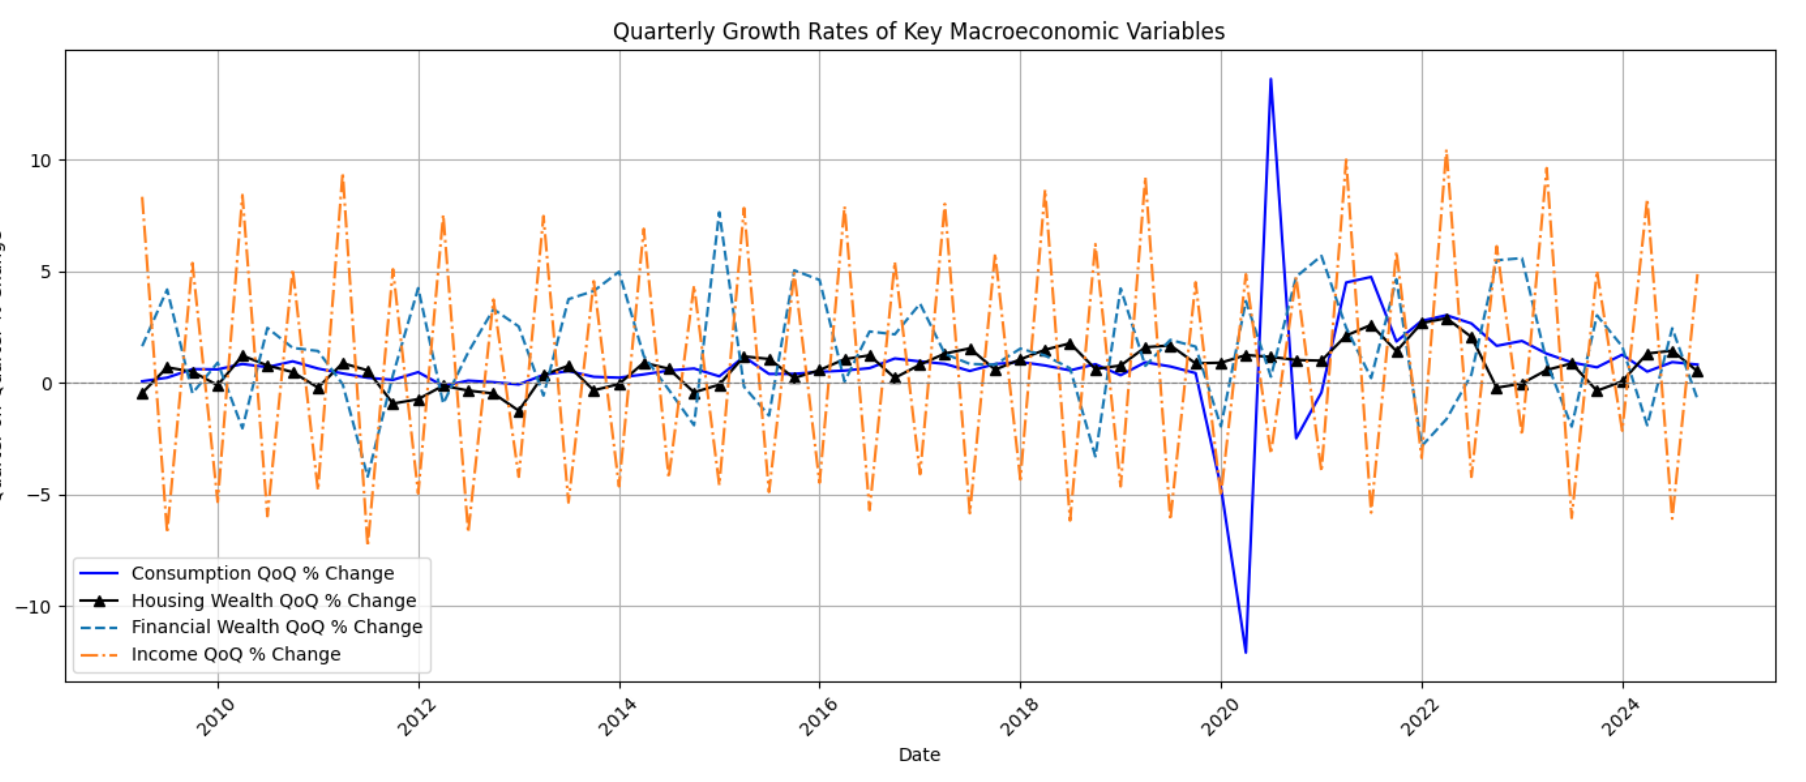 Quarterly Growth Rates of Key Macroeconomic Variables
10
5
0
−5
−10
Consumption QoQ % Change
Housing Wealth QoQ % Change
Financial Wealth QoQ % Change
Income QoQ % Change
2010 2012 2014 2016 2018 2020 2022 2024
Date